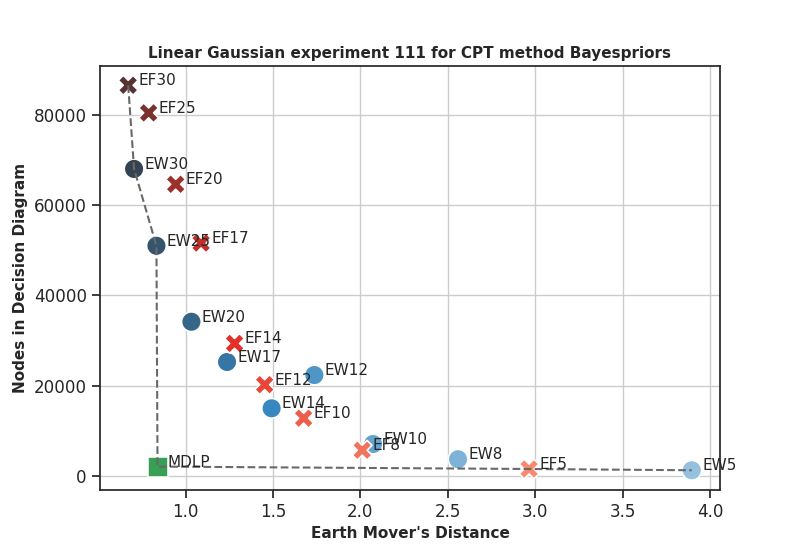 Linear Gaussian experiment 111 for CPT method Bayespriors
Nodes in Decision Diagram
80000
60000
40000
20000
0
EF30
EF25
EW30
EF20
EW25
EF17
EW20
EF14
EW17
EW12
EF12
EW14
EF10
EW10
EF8
EW8
MDLP
EF5
EW5
1.0 1.5 2.0 2.5 3.0 3.5 4.0
Earth Mover's Distance